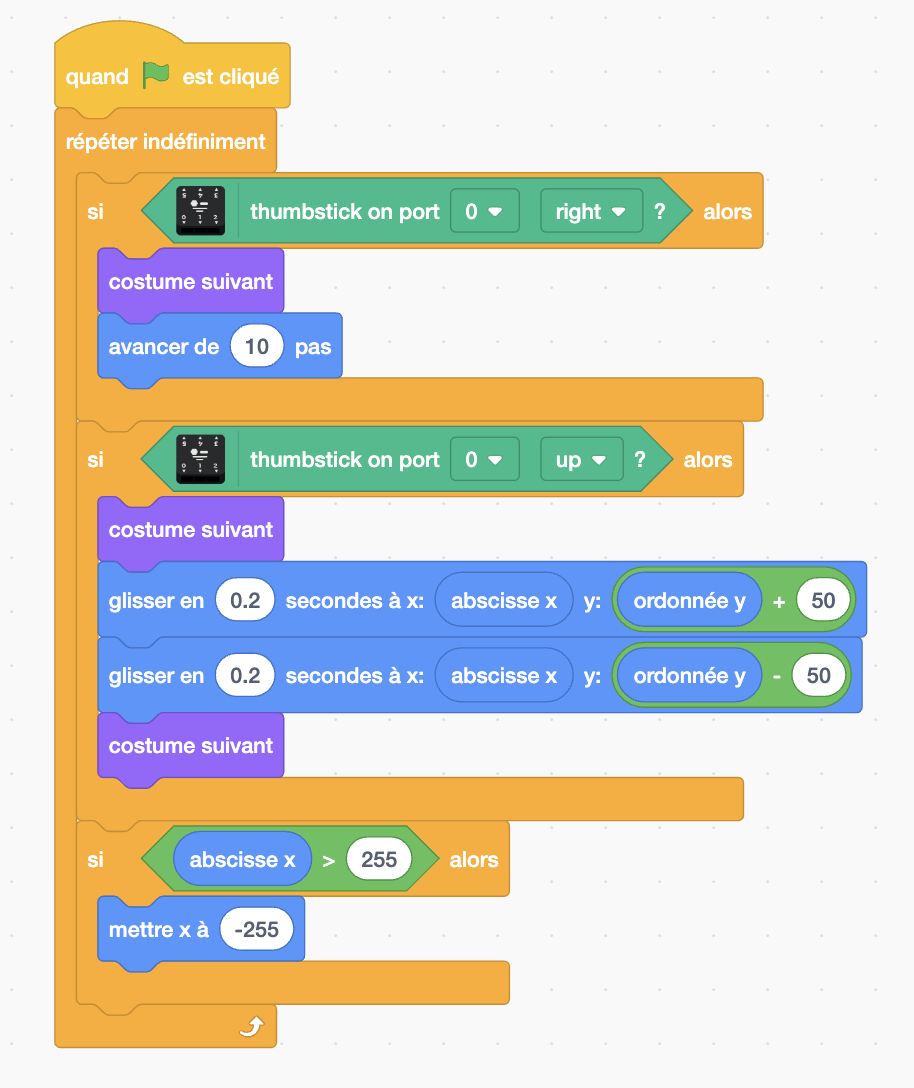 quand est cliqué
répéter indéfiniment
si thumbstick on port 0 right ? alors
costume suivant
avancer de 10 pas
si thumbstick on port 0 up ? alors
costume suivant
glisser en 0.2 secondes à x: abscisse x y: ordonnée y + 50
glisser en 0.2 secondes à x: abscisse x y: ordonnée y - 50
costume suivant
si abscisse x > 255 alors
mettre x à -255